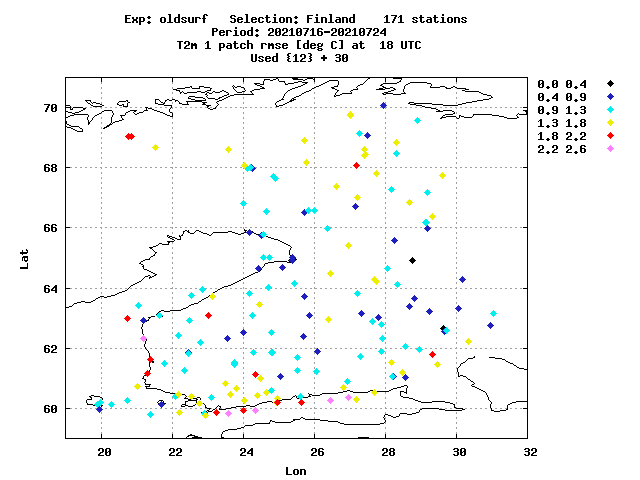 Exp: oldsurf   Selection: Finland    171 stations
Period: 20210716-20210724
T2m 1 patch rmse [deg C] at  18 UTC
Used {12} + 30
0.0 0.4
0.4 0.9
0.9 1.3
1.3 1.8
1.8 2.2
2.2 2.6
70
68
66
64
62
60
Lat
20 22 24 26 28 30 32
Lon